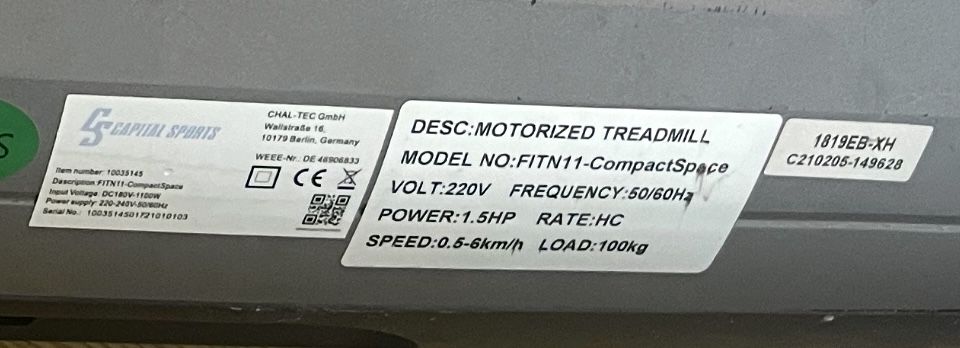 S
CS CAPITAL SPORTS
CHAL-TEC GmbH
Wallstraße 16,
10179 Berlin, Germany
WEEE-Nr.: DE 46906833
CE
Item number: 10035145
Description: FITN11-CompactSpace
Input Voltage: DC180V-1100W
Power supply: 220-240V-50/60Hz
Serial No.: 1003514501721010103
DESC:MOTORIZED TREADMILL
MODEL NO:FITN11-CompactSpace
VOLT:220V FREQUENCY:50/60Hz
POWER:1.5HP RATE:HC
SPEED:0.5-6km/h LOAD:100kg
1819EB-XH
C210205-149628